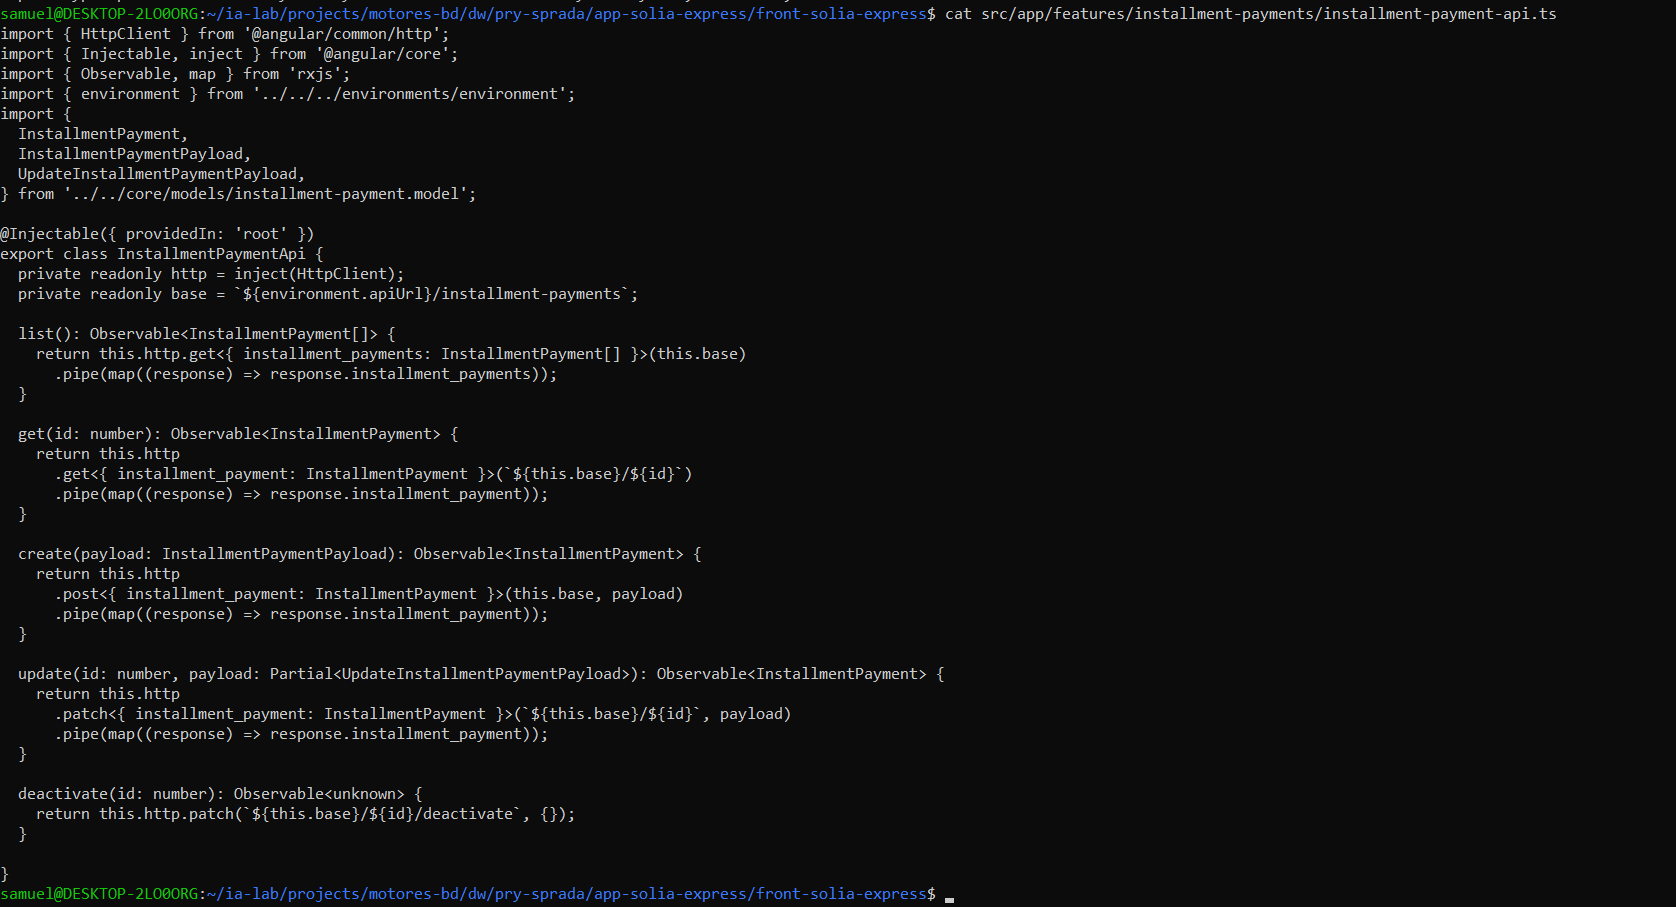 samuel@DESKTOP-2LO0ORG:~/ia-lab/projects/motores-bd/dw/pry-sprada/app-solia-express/front-solia-express$ cat src/app/features/installment-payments/installment-payment-api.ts
import { HttpClient } from '@angular/common/http';
import { Injectable, inject } from '@angular/core';
import { Observable, map } from 'rxjs';
import { environment } from '../../../environments/environment';
import {
  InstallmentPayment,
  InstallmentPaymentPayload,
  UpdateInstallmentPaymentPayload,
} from '../../core/models/installment-payment.model';

@Injectable({ providedIn: 'root' })
export class InstallmentPaymentApi {
  private readonly http = inject(HttpClient);
  private readonly base = `${environment.apiUrl}/installment-payments`;

  list(): Observable<InstallmentPayment[]> {
    return this.http.get<{ installment_payments: InstallmentPayment[] }>(this.base)
      .pipe(map((response) => response.installment_payments));
  }

  get(id: number): Observable<InstallmentPayment> {
    return this.http
      .get<{ installment_payment: InstallmentPayment }>(`${this.base}/${id}`)
      .pipe(map((response) => response.installment_payment));
  }

  create(payload: InstallmentPaymentPayload): Observable<InstallmentPayment> {
    return this.http
      .post<{ installment_payment: InstallmentPayment }>(this.base, payload)
      .pipe(map((response) => response.installment_payment));
  }

  update(id: number, payload: Partial<UpdateInstallmentPaymentPayload>): Observable<InstallmentPayment> {
    return this.http
      .patch<{ installment_payment: InstallmentPayment }>(`${this.base}/${id}`, payload)
      .pipe(map((response) => response.installment_payment));
  }

  deactivate(id: number): Observable<unknown> {
    return this.http.patch(`${this.base}/${id}/deactivate`, {});
  }

}
samuel@DESKTOP-2LO0ORG:~/ia-lab/projects/motores-bd/dw/pry-sprada/app-solia-express/front-solia-express$